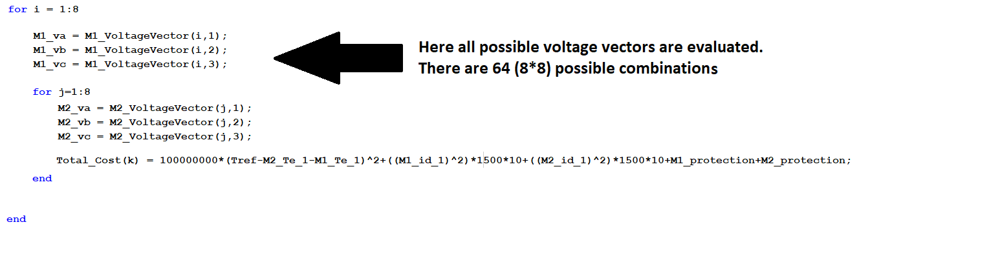 for i = 1:8
M1_va = M1_VoltageVector(i,1);
M1_vb = M1_VoltageVector(i,2);
M1_vc = M1_VoltageVector(i,3);
Here all possible voltage vectors are evaluated.
There are 64 (8*8) possible combinations
for j=1:8
M2_va = M2_VoltageVector(j,1);
M2_vb = M2_VoltageVector(j,2);
M2_vc = M2_VoltageVector(j,3);
Total_Cost(k) = 100000000*(Tref-M2_Te_1-M1_Te_1)^2+((M1_id_1)^2)*1500*10+((M2_id_1)^2)*1500*10+M1_protection+M2_protection;
end
end